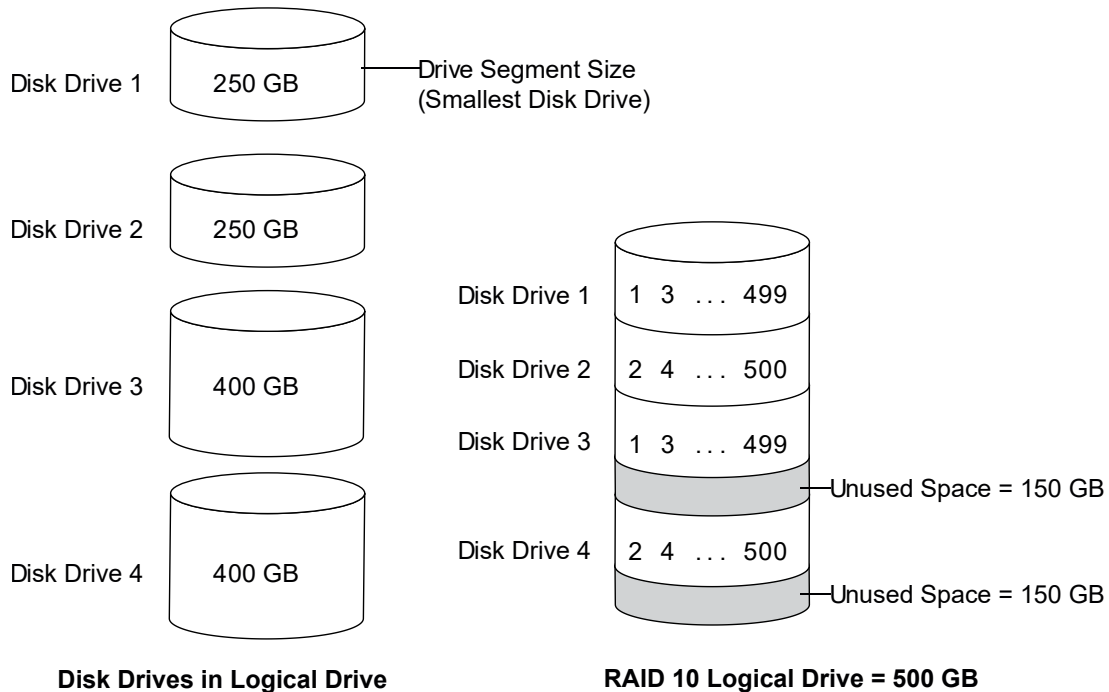 Disk Drive 1
250 GB
Drive Segment Size
(Smallest Disk Drive)
Disk Drive 2
250 GB
Disk Drive 3
400 GB
Disk Drive 4
400 GB
Disk Drives in Logical Drive
Disk Drive 1
1 3 ... 499
Disk Drive 2
2 4 ... 500
Disk Drive 3
1 3 ... 499
Unused Space = 150 GB
Disk Drive 4
2 4 ... 500
Unused Space = 150 GB
RAID 10 Logical Drive = 500 GB